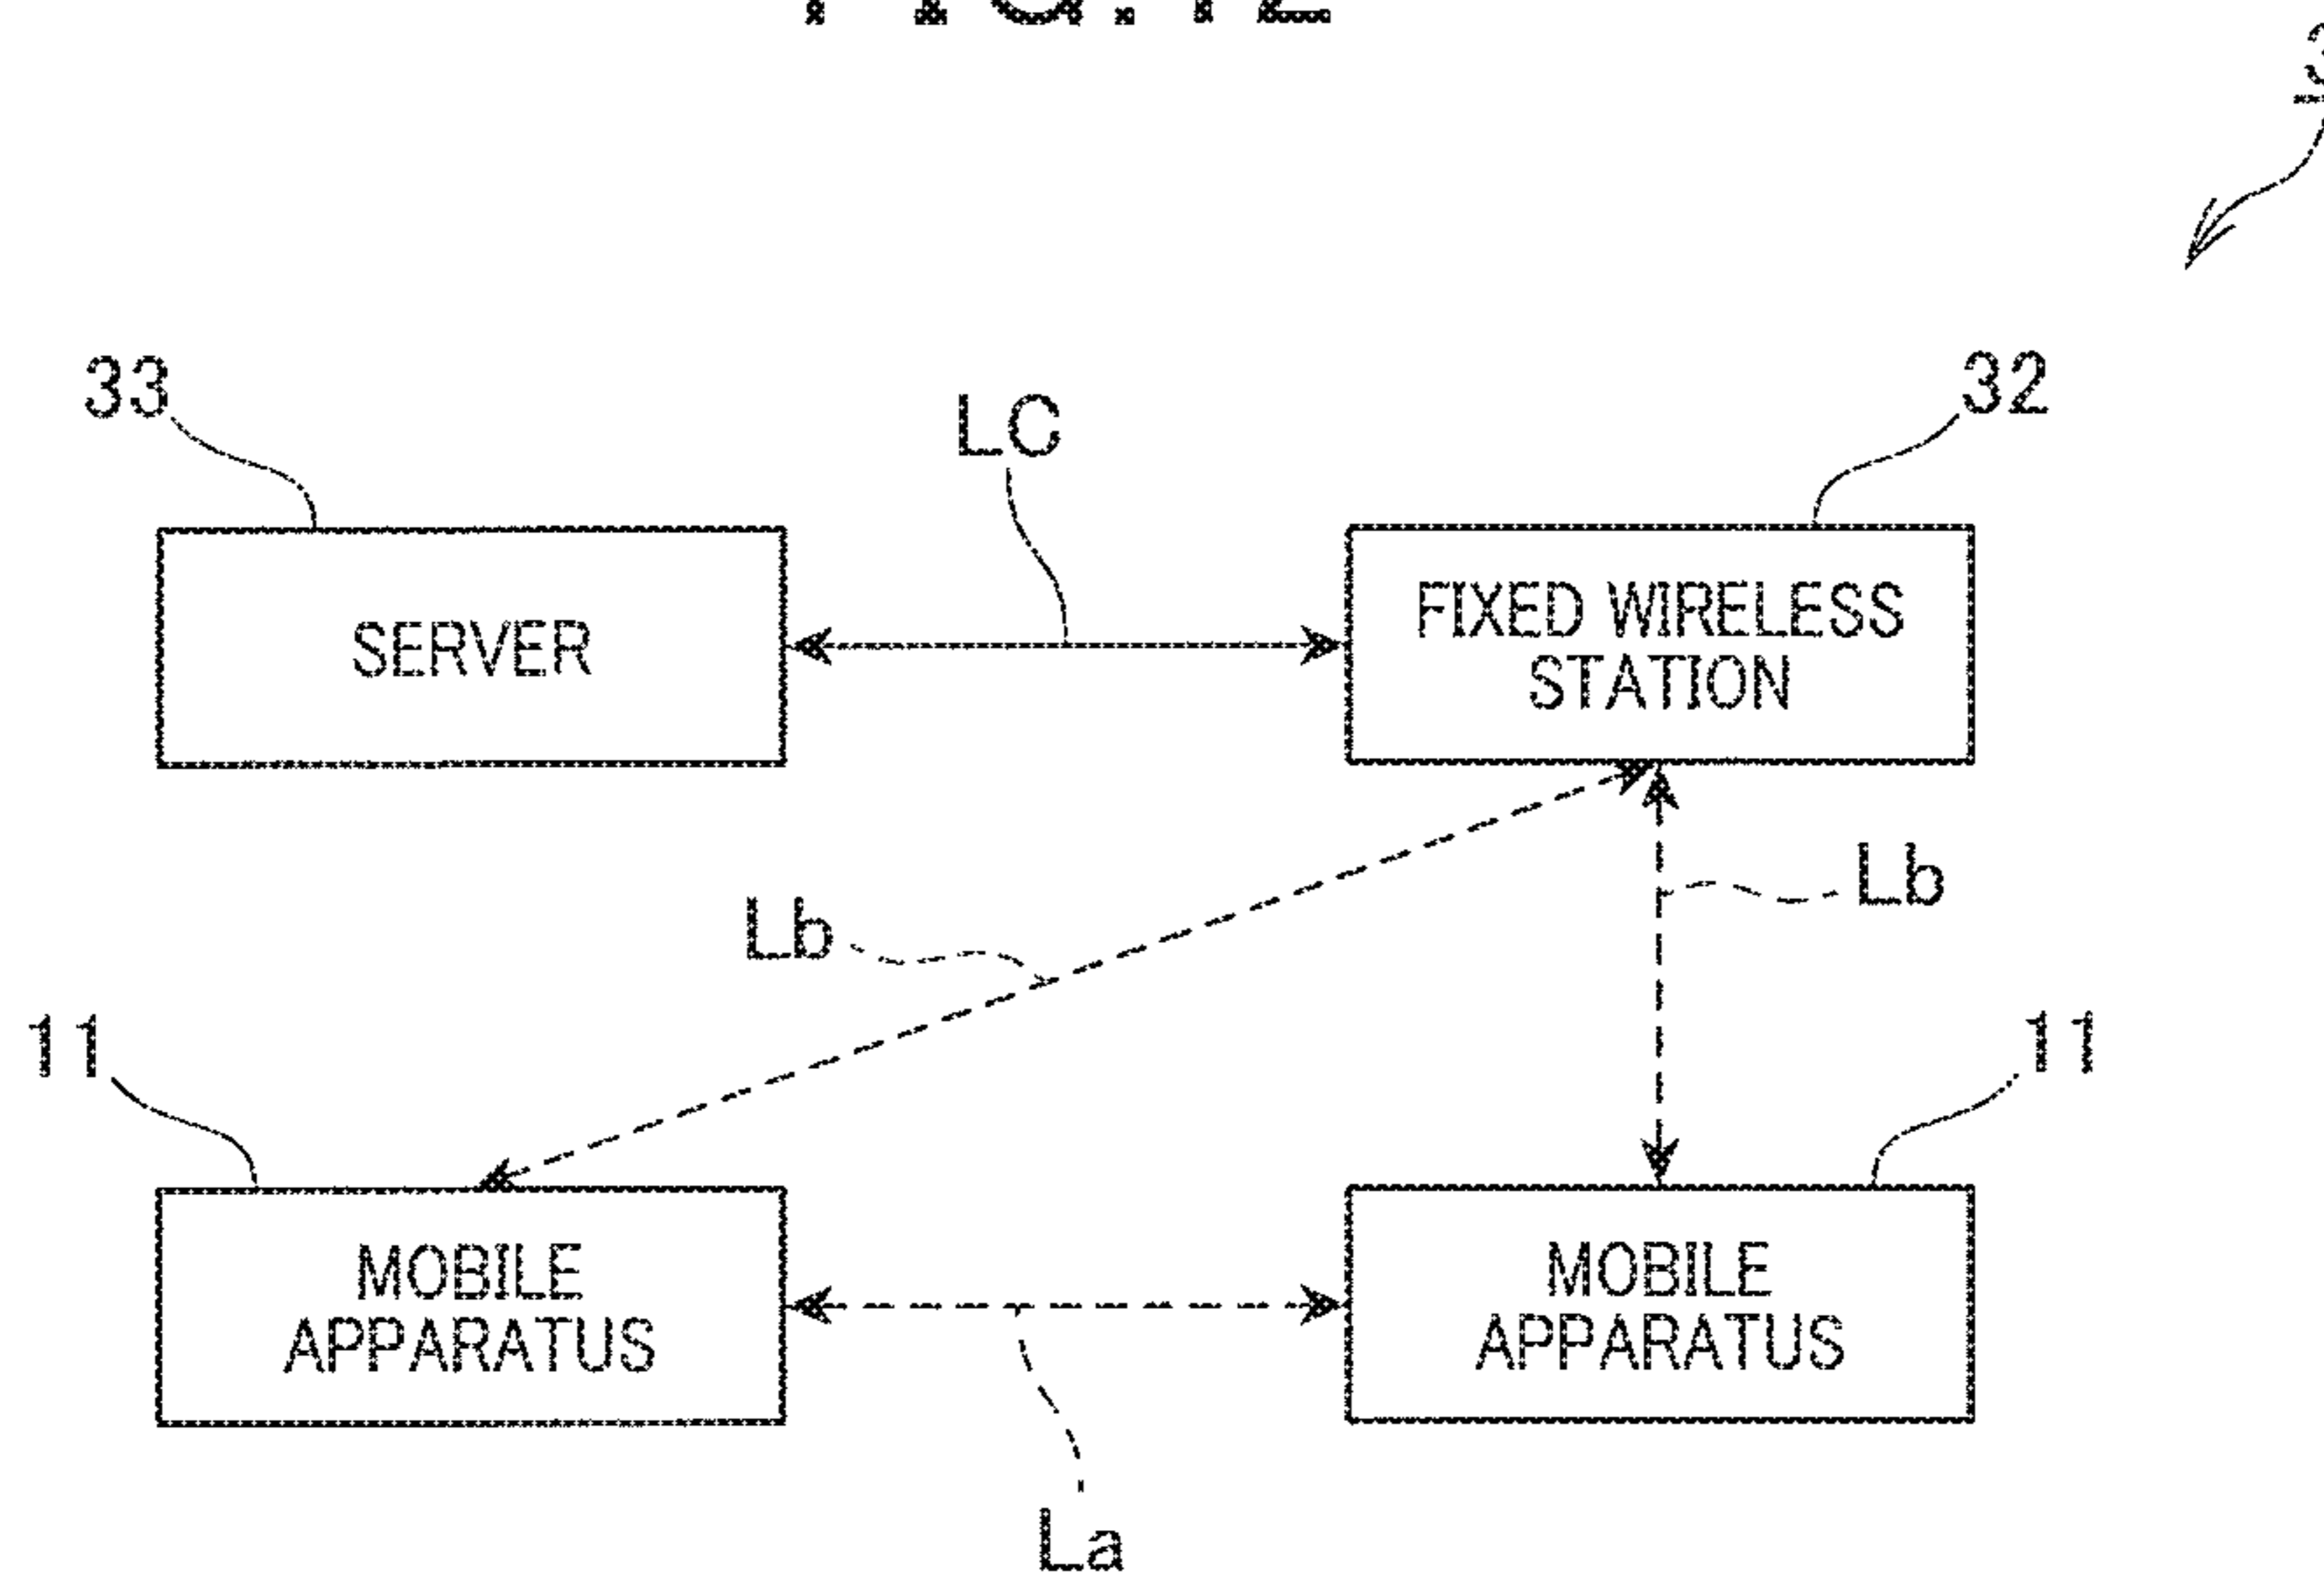 33
LC
32
SERVER
FIXED WIRELESS
STATION
Lb
Lb
11
11
MOBILE
APPARATUS
MOBILE
APPARATUS
La